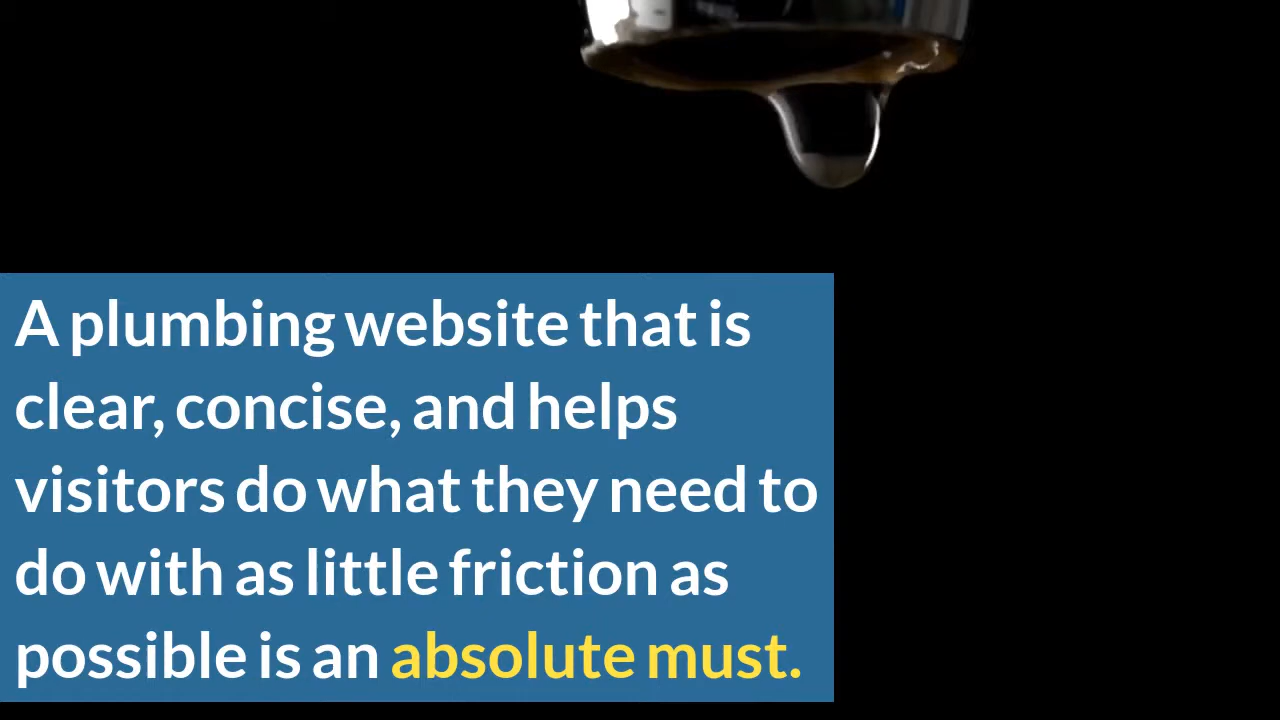 A plumbing website that is
clear, concise, and helps
visitors do what they need to
do with as little friction as
possible is an absolute must.